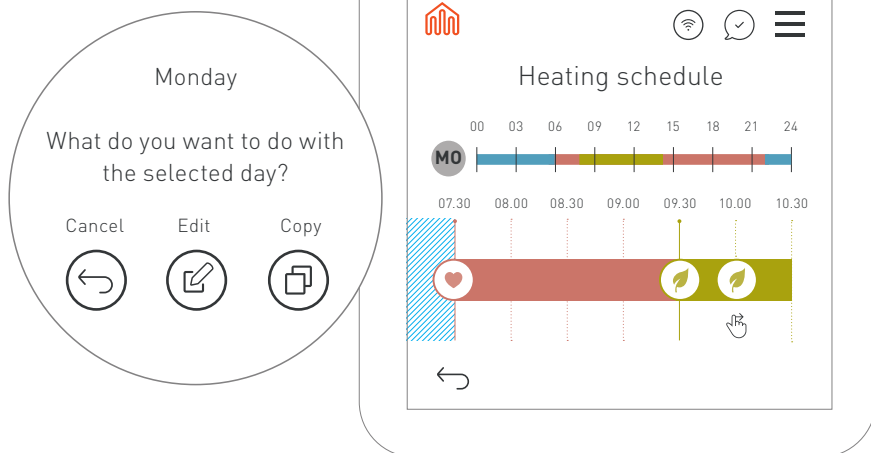 Monday
What do you want to do with
the selected day?
Cancel Edit Copy
Heating schedule
00 03 06 09 12 15 18 21 24
MO
07.30 08.00 08.30 09.00 09.30 10.00 10.30